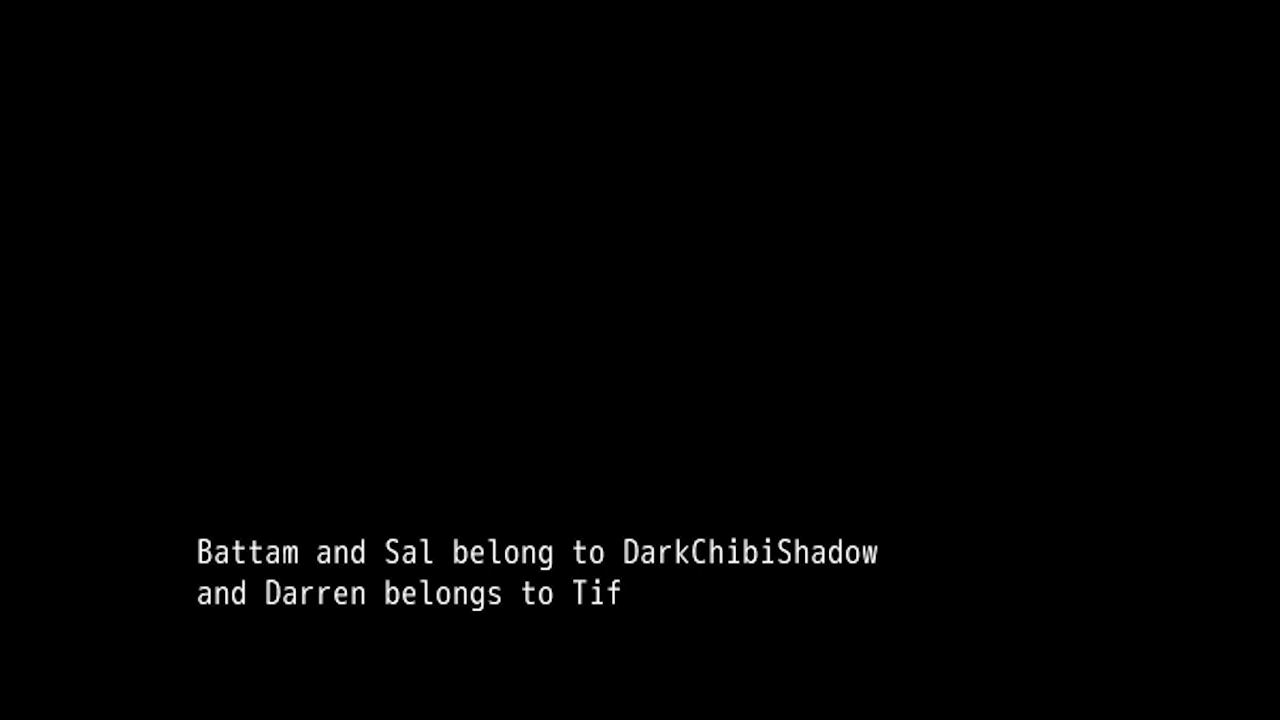 Battam and Sal belong to DarkChibiShadow
and Darren belongs to Tif